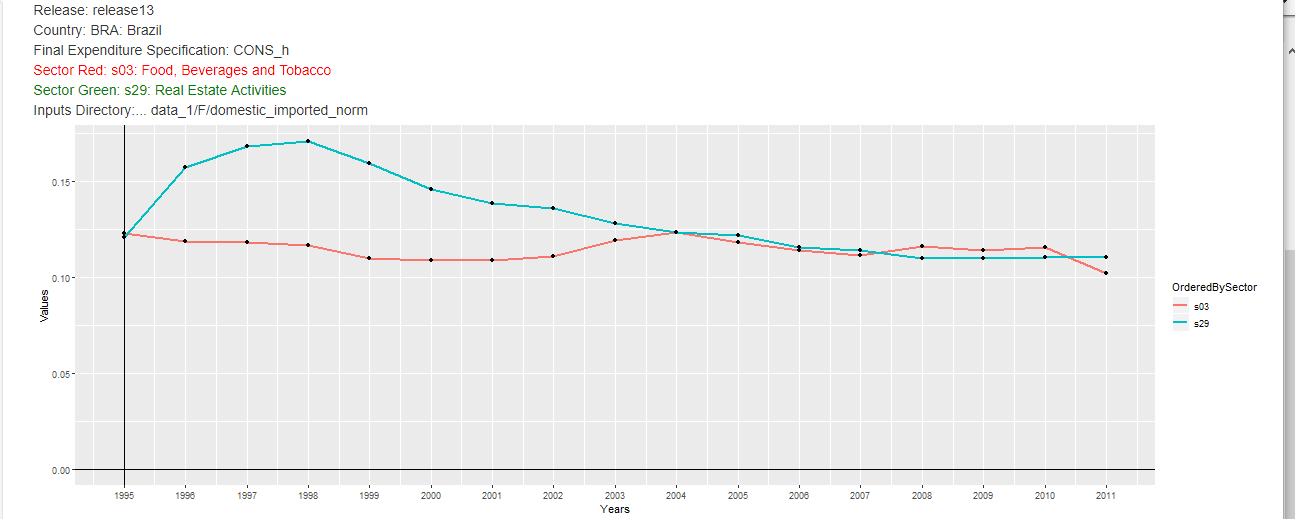 Release: release13
Country: BRA: Brazil
Final Expenditure Specification: CONS_h
Sector Red: s03: Food, Beverages and Tobacco
Sector Green: s29: Real Estate Activities
Inputs Directory:... data_1/F/domestic_imported_norm
0.15
0.10
0.05
0.00
Values
1995 1996 1997 1998 1999 2000 2001 2002 2003 2004 2005 2006 2007 2008 2009 2010 2011
Years
OrderedBySector
s03
s29